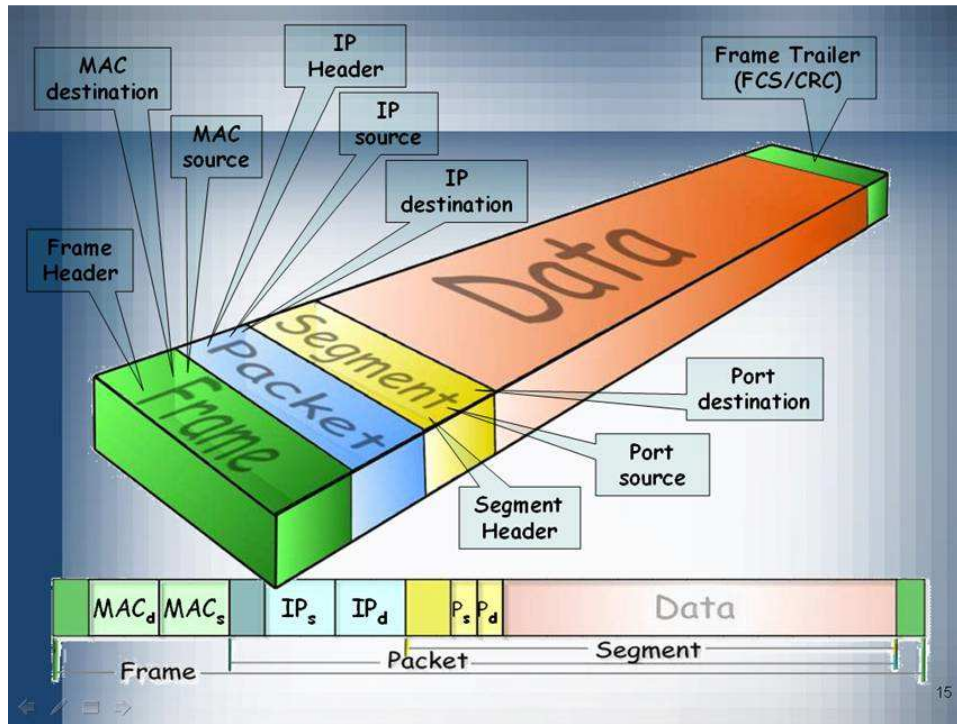 IP
Header
MAC
destination
Frame Trailer
(FCS/CRC)
IP
source
MAC
source
IP
destination
Frame
Header
Data
Segment
Packet
Frame
Port
destination
Port
source
Segment
Header
MACd MACs IPs IPd Ps Pd Data
Segment
Packet
Frame
15